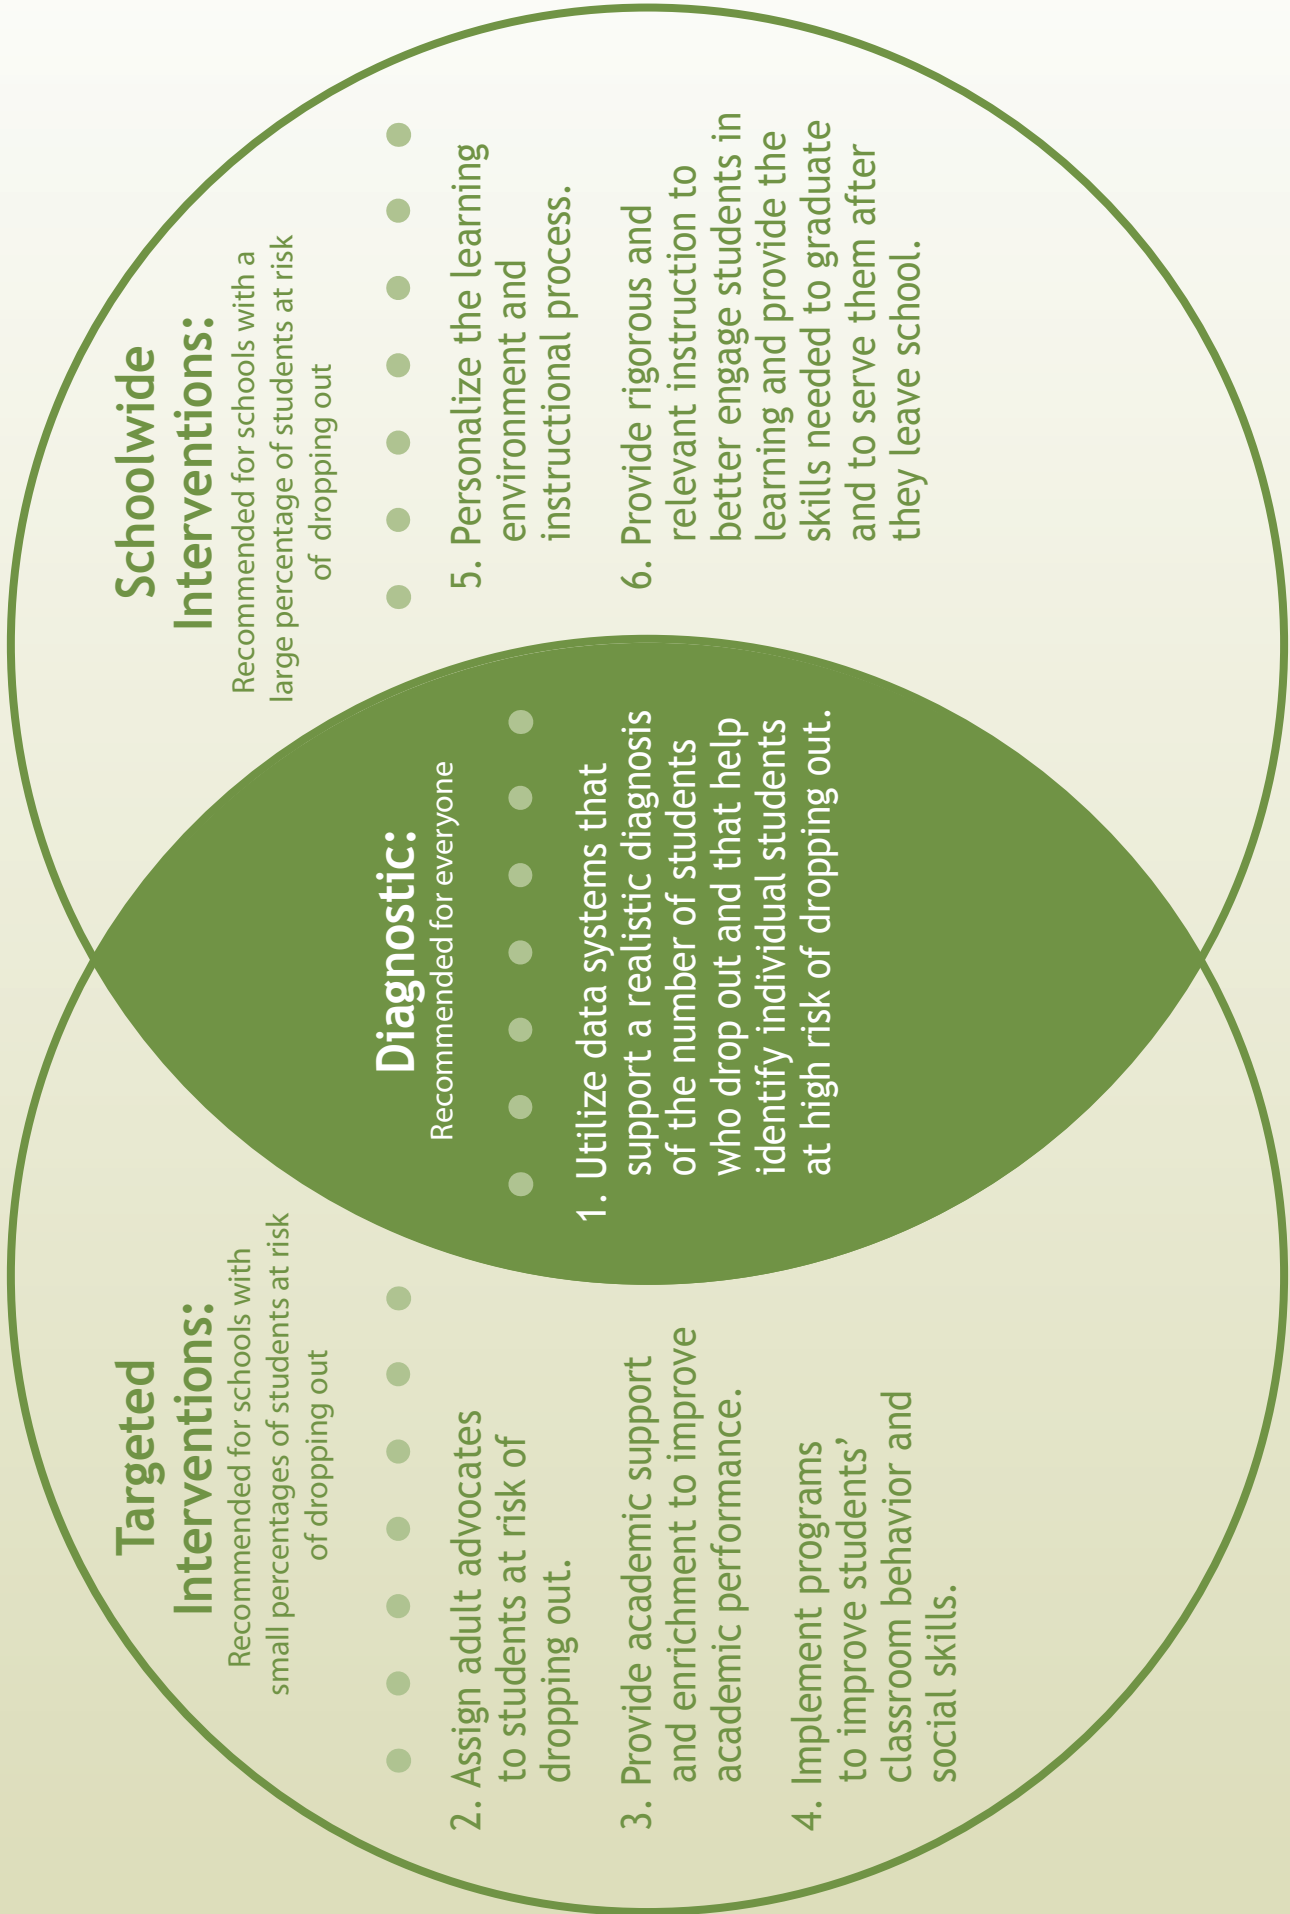 Targeted
Interventions:
Recommended for schools with
small percentages of students at risk
of dropping out
2. Assign adult advocates
to students at risk of
dropping out.
3. Provide academic support
and enrichment to improve
academic performance.
4. Implement programs
to improve students’
classroom behavior and
social skills.
Diagnostic:
Recommended for everyone
1. Utilize data systems that
support a realistic diagnosis
of the number of students
who drop out and that help
identify individual students
at high risk of dropping out.
Schoolwide
Interventions:
Recommended for schools with a
large percentage of students at risk
of dropping out
5. Personalize the learning
environment and
instructional process.
6. Provide rigorous and
relevant instruction to
better engage students in
learning and provide the
skills needed to graduate
and to serve them after
they leave school.